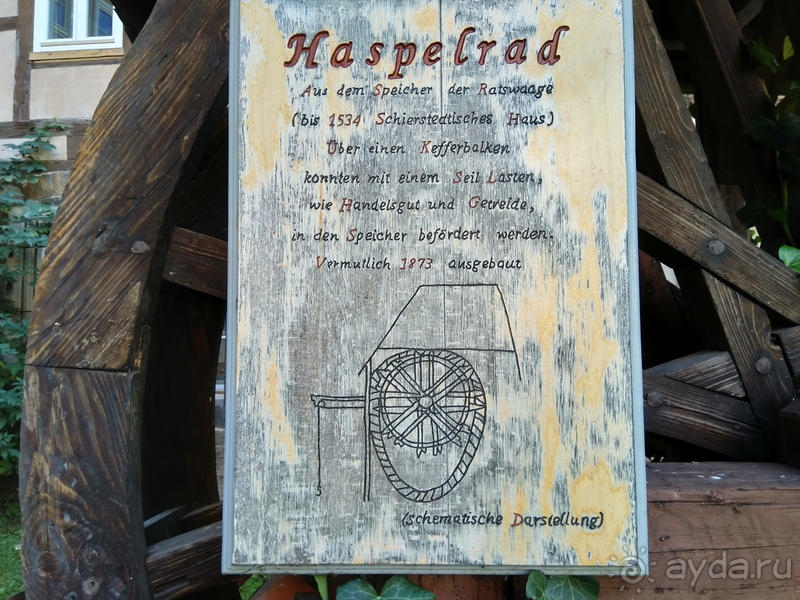 Haspelrad
Aus dem Speicher der Ratswaage
(bis 1534 Schierstedtisches Haus)
Über einen Kefferbalken
konnten mit einem Seil Lasten,
wie Handelsgut und Getreide,
in den Speicher befördert werden.
Vermutlich 1873 ausgebaut
(schematische Darstellung)
ayda.ru